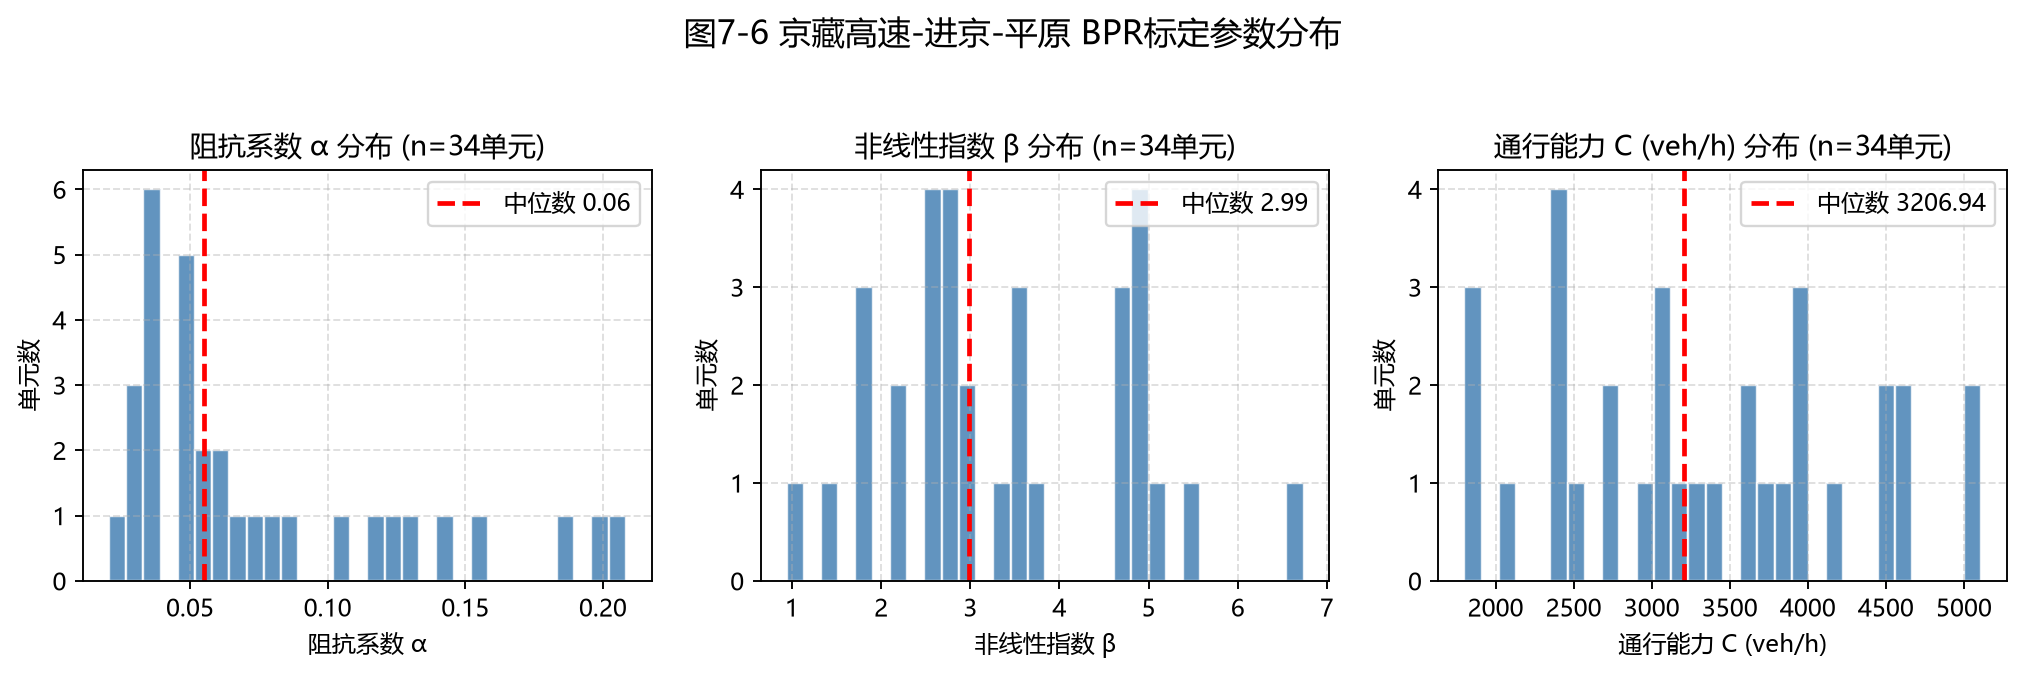 图7-6 京藏高速-进京-平原 BPR标定参数分布
阻抗系数 α 分布 (n=34单元)
中位数 0.06
单元数
6
5
4
3
2
1
0
0.05 0.10 0.15 0.20
阻抗系数 α
非线性指数 β 分布 (n=34单元)
中位数 2.99
单元数
4
3
2
1
0
1 2 3 4 5 6 7
非线性指数 β
通行能力 C (veh/h) 分布 (n=34单元)
中位数 3206.94
单元数
4
3
2
1
0
2000 2500 3000 3500 4000 4500 5000
通行能力 C (veh/h)